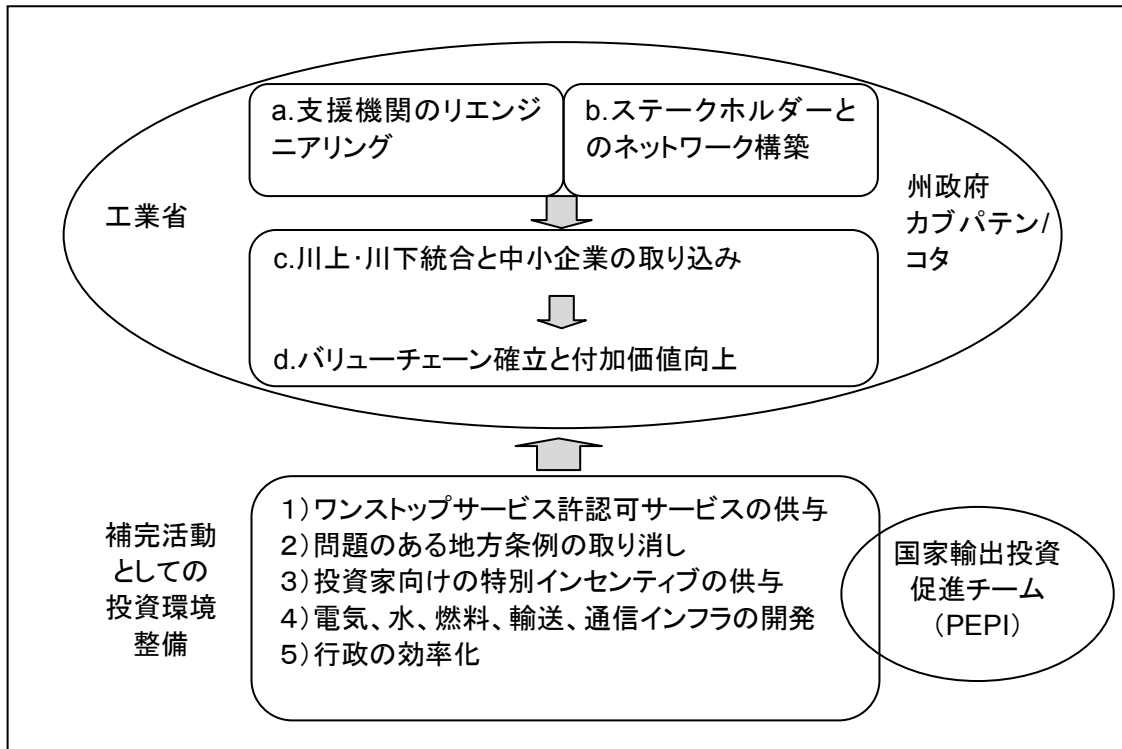 a.支援機関のリエンジ
ニアリング
b.ステークホルダーと
のネットワーク構築
工業省
州政府
カブパテン/
コタ
c.川上・川下統合と中小企業の取り込み
d.バリューチェーン確立と付加価値向上
補完活動
としての
投資環境
整備
1)ワンストップサービス許認可サービスの供与
2)問題のある地方条例の取り消し
3)投資家向けの特別インセンティブの供与
4)電気、水、燃料、輸送、通信インフラの開発
5)行政の効率化
国家輸出投資
促進チーム
(PEPI)